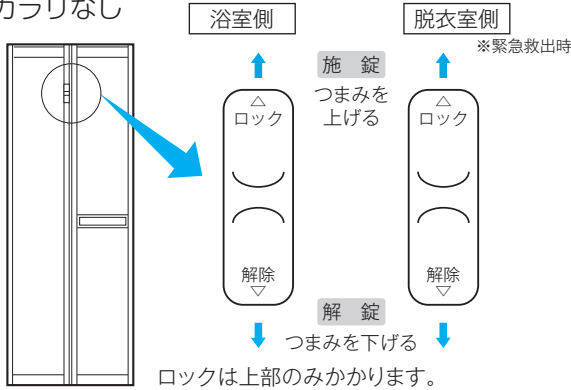 カラリなし
浴室側
脱衣室側
※緊急救出時
施 錠
つまみを
上げる
△
ロック
△
ロック
解除
▽
解除
▽
解 錠
つまみを下げる
ロックは上部のみかかります。